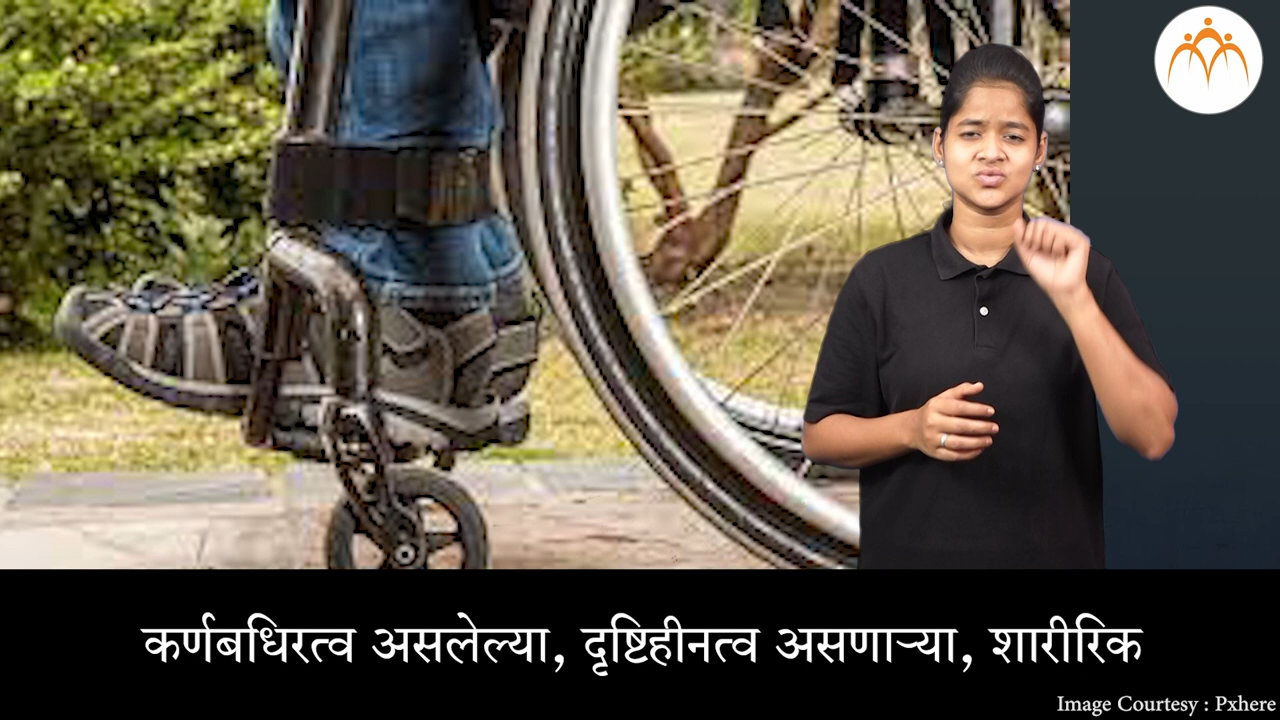 कर्णबधिरत्व असलेल्या, दृष्टिहीनत्व असणाऱ्या, शारीरिक
Image Courtesy : Pxhere